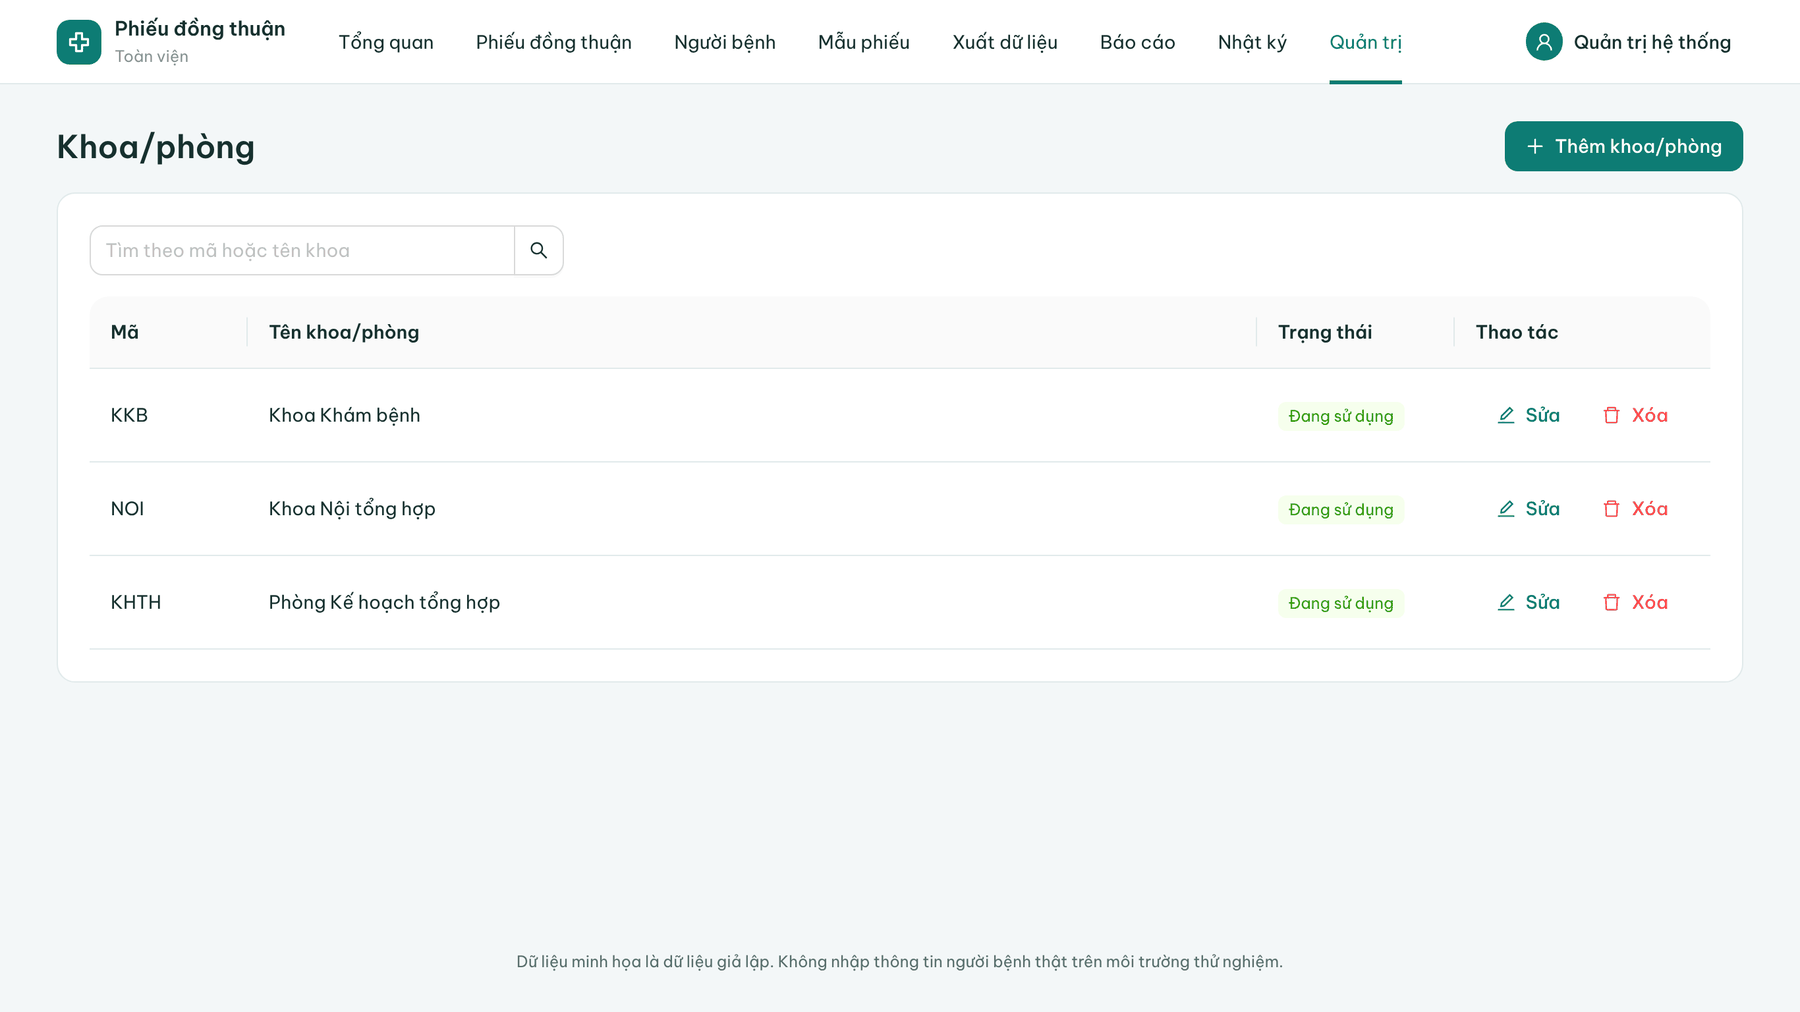 Phiếu đồng thuận
Toàn viện
Tổng quan
Phiếu đồng thuận
Người bệnh
Mẫu phiếu
Xuất dữ liệu
Báo cáo
Nhật ký
Quản trị
Quản trị hệ thống
Khoa/phòng
Thêm khoa/phòng
Tìm theo mã hoặc tên khoa
Mã Tên khoa/phòng Trạng thái Thao tác
KKB Khoa Khám bệnh Đang sử dụng Sửa Xóa
NOI Khoa Nội tổng hợp Đang sử dụng Sửa Xóa
KHTH Phòng Kế hoạch tổng hợp Đang sử dụng Sửa Xóa
Dữ liệu minh họa là dữ liệu giả lập. Không nhập thông tin người bệnh thật trên môi trường thử nghiệm.